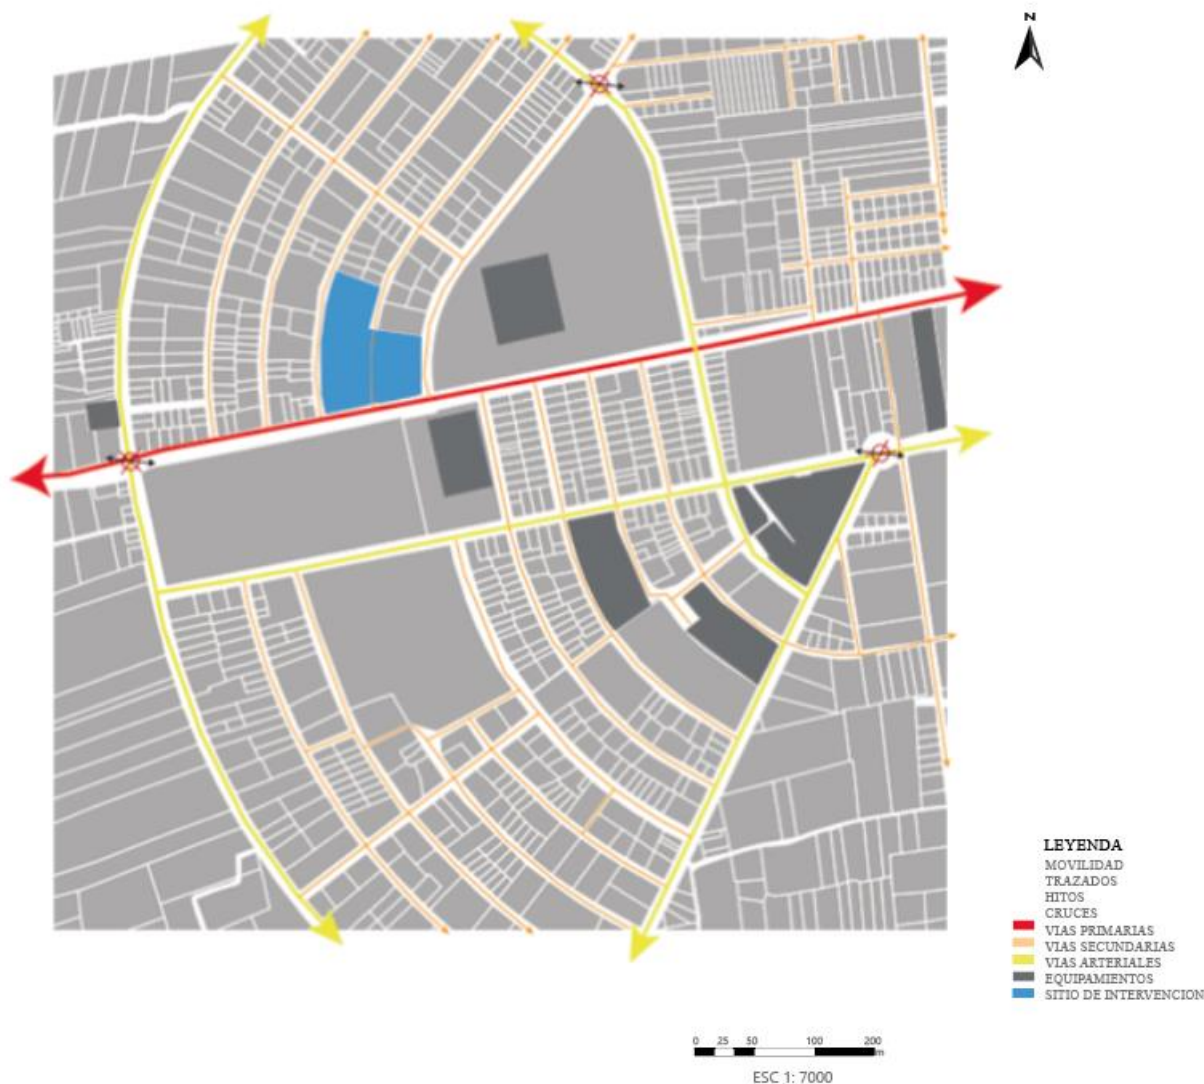 N
LEYENDA
MOVILIDAD
TRAZADOS
HITOS
CRUCES
VIAS PRIMARIAS
VIAS SECUNDARIAS
VIAS ARTERIALES
EQUIPAMIENTOS
SITIO DE INTERVENCION
0 25 50 100 200
m
ESC 1: 7000